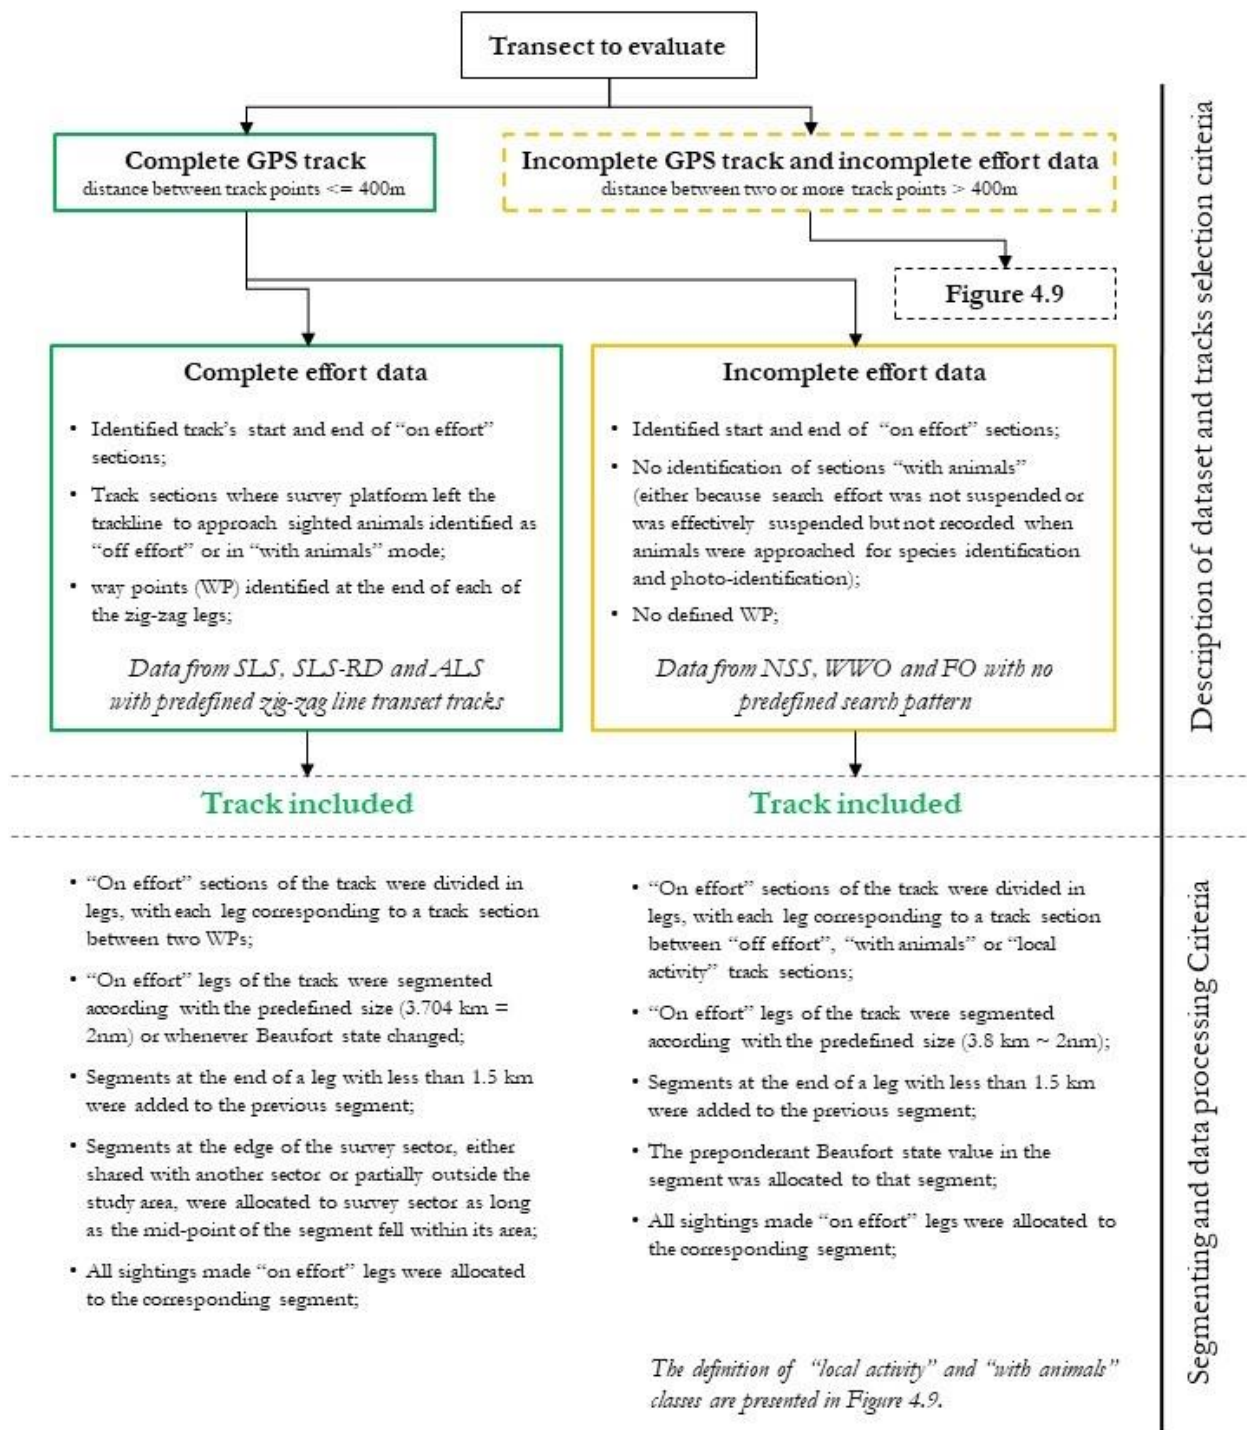 Transect to evaluate
Complete GPS track
distance between track points <= 400m
Incomplete GPS track and incomplete effort data
distance between two or more track points > 400m
Figure 4.9
Complete effort data
• Identified track's start and end of “on effort”
sections;
• Track sections where survey platform left the
trackline to approach sighted animals identified as
“off effort” or in “with animals” mode;
• way points (WP) identified at the end of each of
the zig-zag legs;
Data from SLS, SLS-RD and ALS
with predefined zig-zag line transect tracks
Incomplete effort data
• Identified start and end of “on effort” sections;
• No identification of sections “with animals”
(either because search effort was not suspended or
was effectively suspended but not recorded when
animals were approached for species identification
and photo-identification);
• No defined WP;
Data from NSS, WWO and FO with no
predefined search pattern
Description of dataset and tracks selection criteria
Track included
Track included
• “On effort” sections of the track were divided in
legs, with each leg corresponding to a track section
between two WPs;
• “On effort” legs of the track were segmented
according with the predefined size (3.704 km =
2nm) or whenever Beaufort state changed;
• Segments at the end of a leg with less than 1.5 km
were added to the previous segment;
• Segments at the edge of the survey sector, either
shared with another sector or partially outside the
study area, were allocated to survey sector as long
as the mid-point of the segment fell within its area;
• All sightings made “on effort” legs were allocated
to the corresponding segment;
• “On effort” sections of the track were divided in
legs, with each leg corresponding to a track section
between “off effort”, “with animals” or “local
activity” track sections;
• “On effort” legs of the track were segmented
according with the predefined size (3.8 km ~ 2nm);
• Segments at the end of a leg with less than 1.5 km
were added to the previous segment;
• The preponderant Beaufort state value in the
segment was allocated to that segment;
• All sightings made “on effort” legs were allocated to
the corresponding segment;
The definition of “local activity” and “with animals”
classes are presented in Figure 4.9.
Segmenting and data processing Criteria